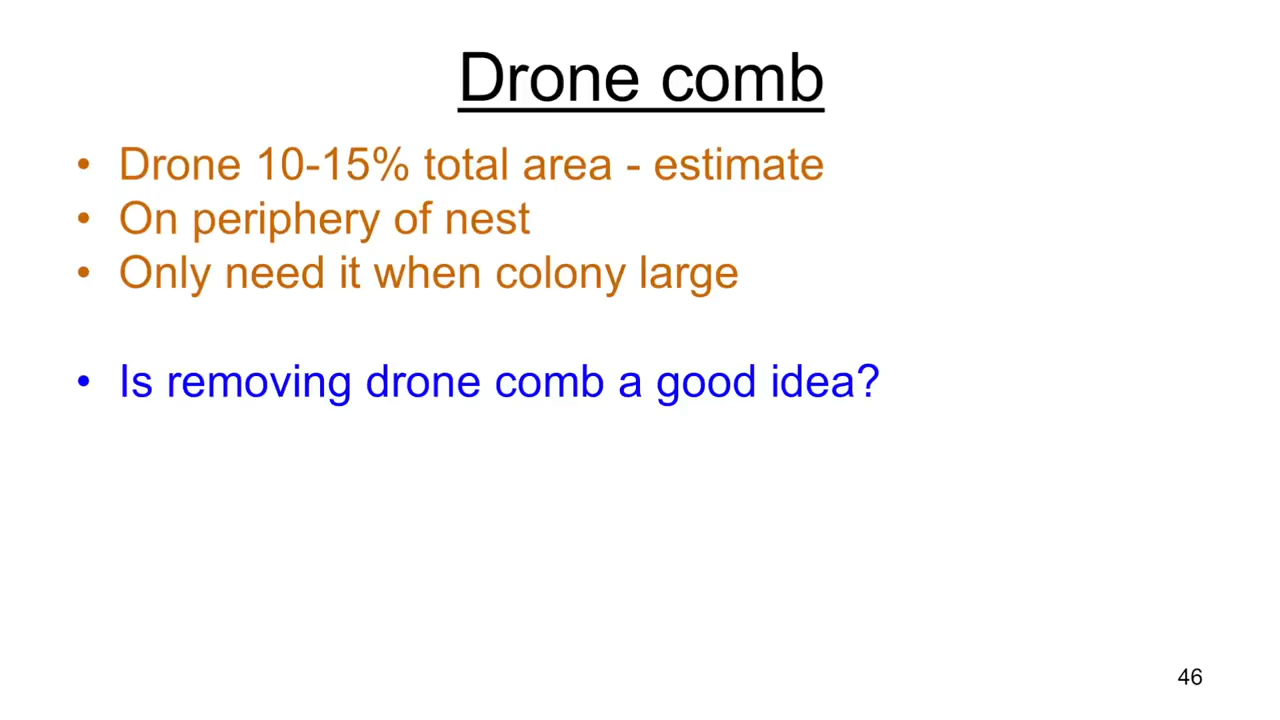 Drone comb
• Drone 10-15% total area - estimate
• On periphery of nest
• Only need it when colony large
• Is removing drone comb a good idea?
46